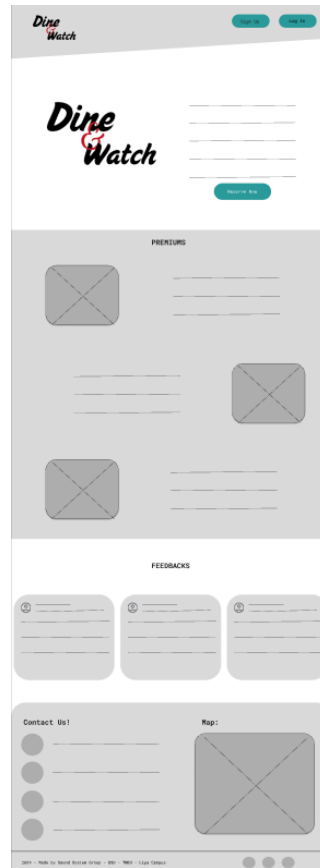 Dine
&
Watch
Sign Up
Log In
Dine
&
Watch
Reserve Now
PREMIUMS
FEEDBACKS
Contact Us!
Map: